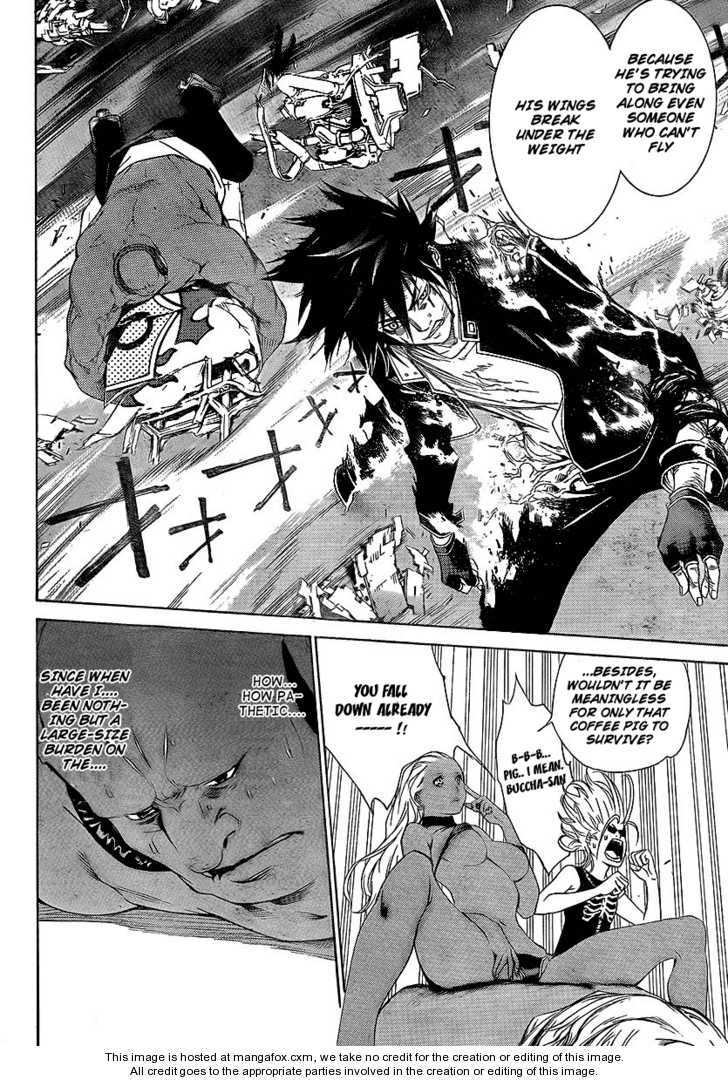 BECAUSE
HE'S TRYING
TO BRING
ALONG EVEN
SOMEONE
WHO CAN'T
FLY
HIS WINGS
BREAK
UNDER THE
WEIGHT
...BESIDES,
WOULDN'T IT BE
MEANINGLESS
FOR ONLY THAT
COFFEE PIG TO
SURVIVE?
B-B-B...
PIG.. I MEAN.
BUCCHA-SAN
YOU FALL
DOWN ALREADY
-----!!
HOW...
HOW PA-
THETIC....
SINCE WHEN
HAVE I....
BEEN NOTH-
ING BUT A
LARGE-SIZE
BURDEN ON
THE....
This image is hosted at mangafox.cxm, we take no credit for the creation or editing of this image.
All credit goes to the appropriate parties involved in the creation or editing of this image.